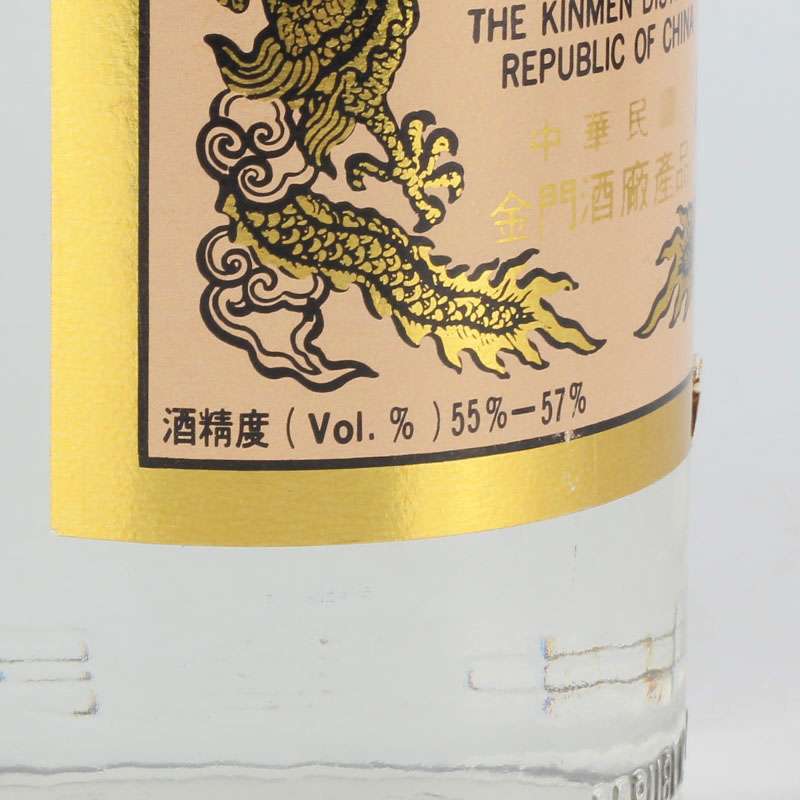 THE KINMEN
REPUBLIC OF CHINA
中華民
金門酒廠產品
酒精度 (Vol. % ) 55%—57%